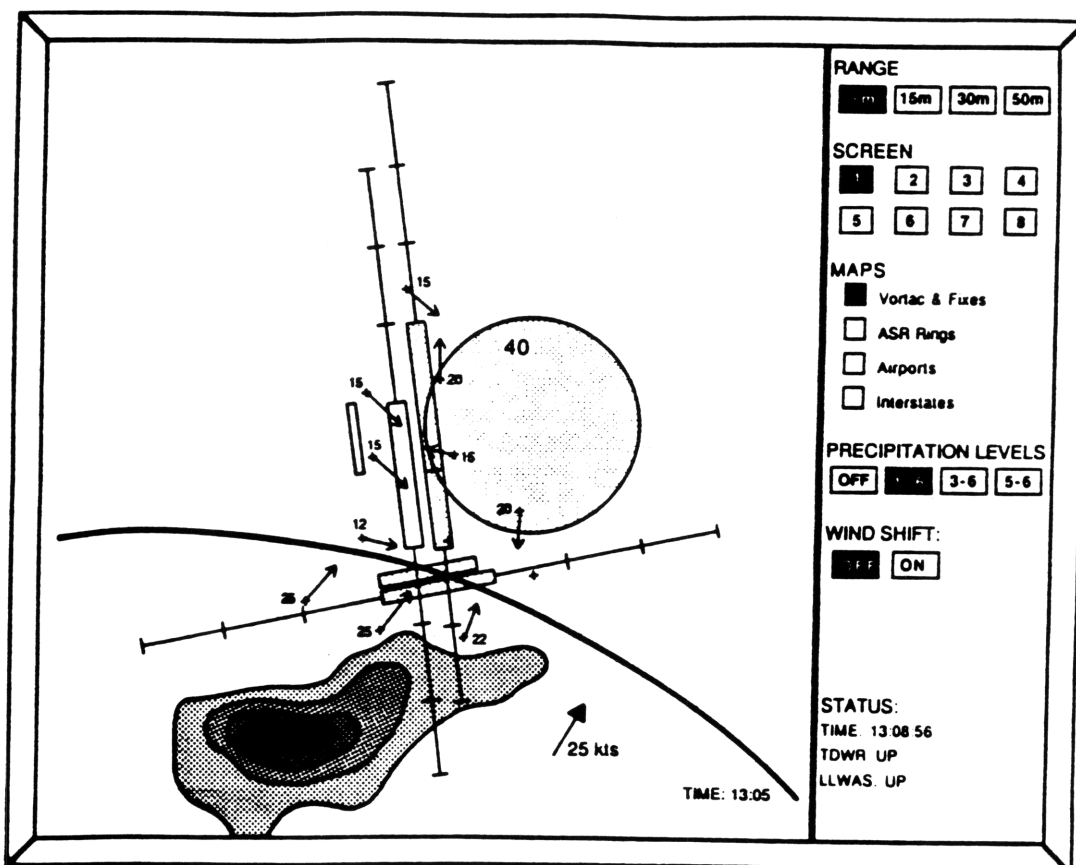 15
40
20
15
15
15
20
12
25
25
22
25 kts
TIME: 13:05
RANGE
15m 30m 50m
SCREEN
1 2 3 4
5 6 7 8
MAPS
Vortac & Fixes
ASR Rings
Airports
Interstates
PRECIPITATION LEVELS
OFF 3-6 5-6
WIND SHIFT:
OFF ON
STATUS:
TIME. 13:08:56
TDWR UP
LLWAS. UP